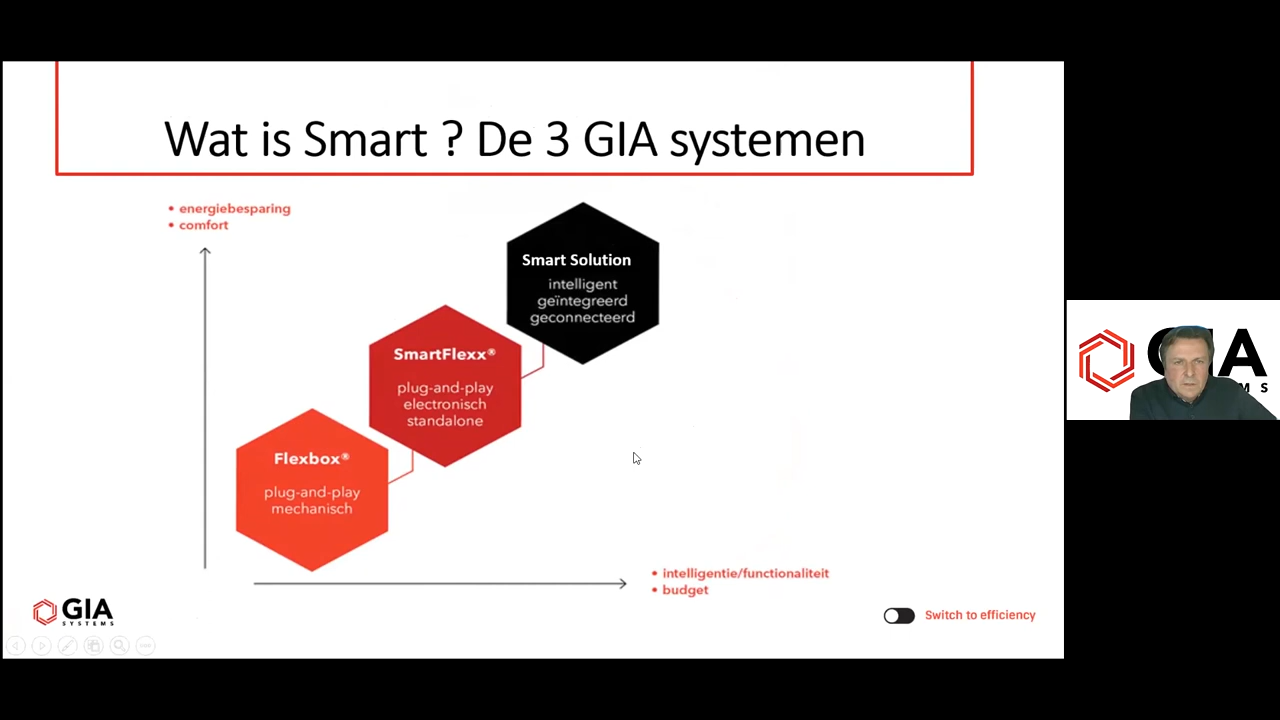 Wat is Smart ? De 3 GIA systemen
• energiebesparing
• comfort
Smart Solution
intelligent
geïntegreerd
geconnecteerd
SmartFlexx®
plug-and-play
electronisch
standalone
Flexbox®
plug-and-play
mechanisch
• intelligentie/functionaliteit
• budget
GIA
SYSTEMS
Switch to efficiency